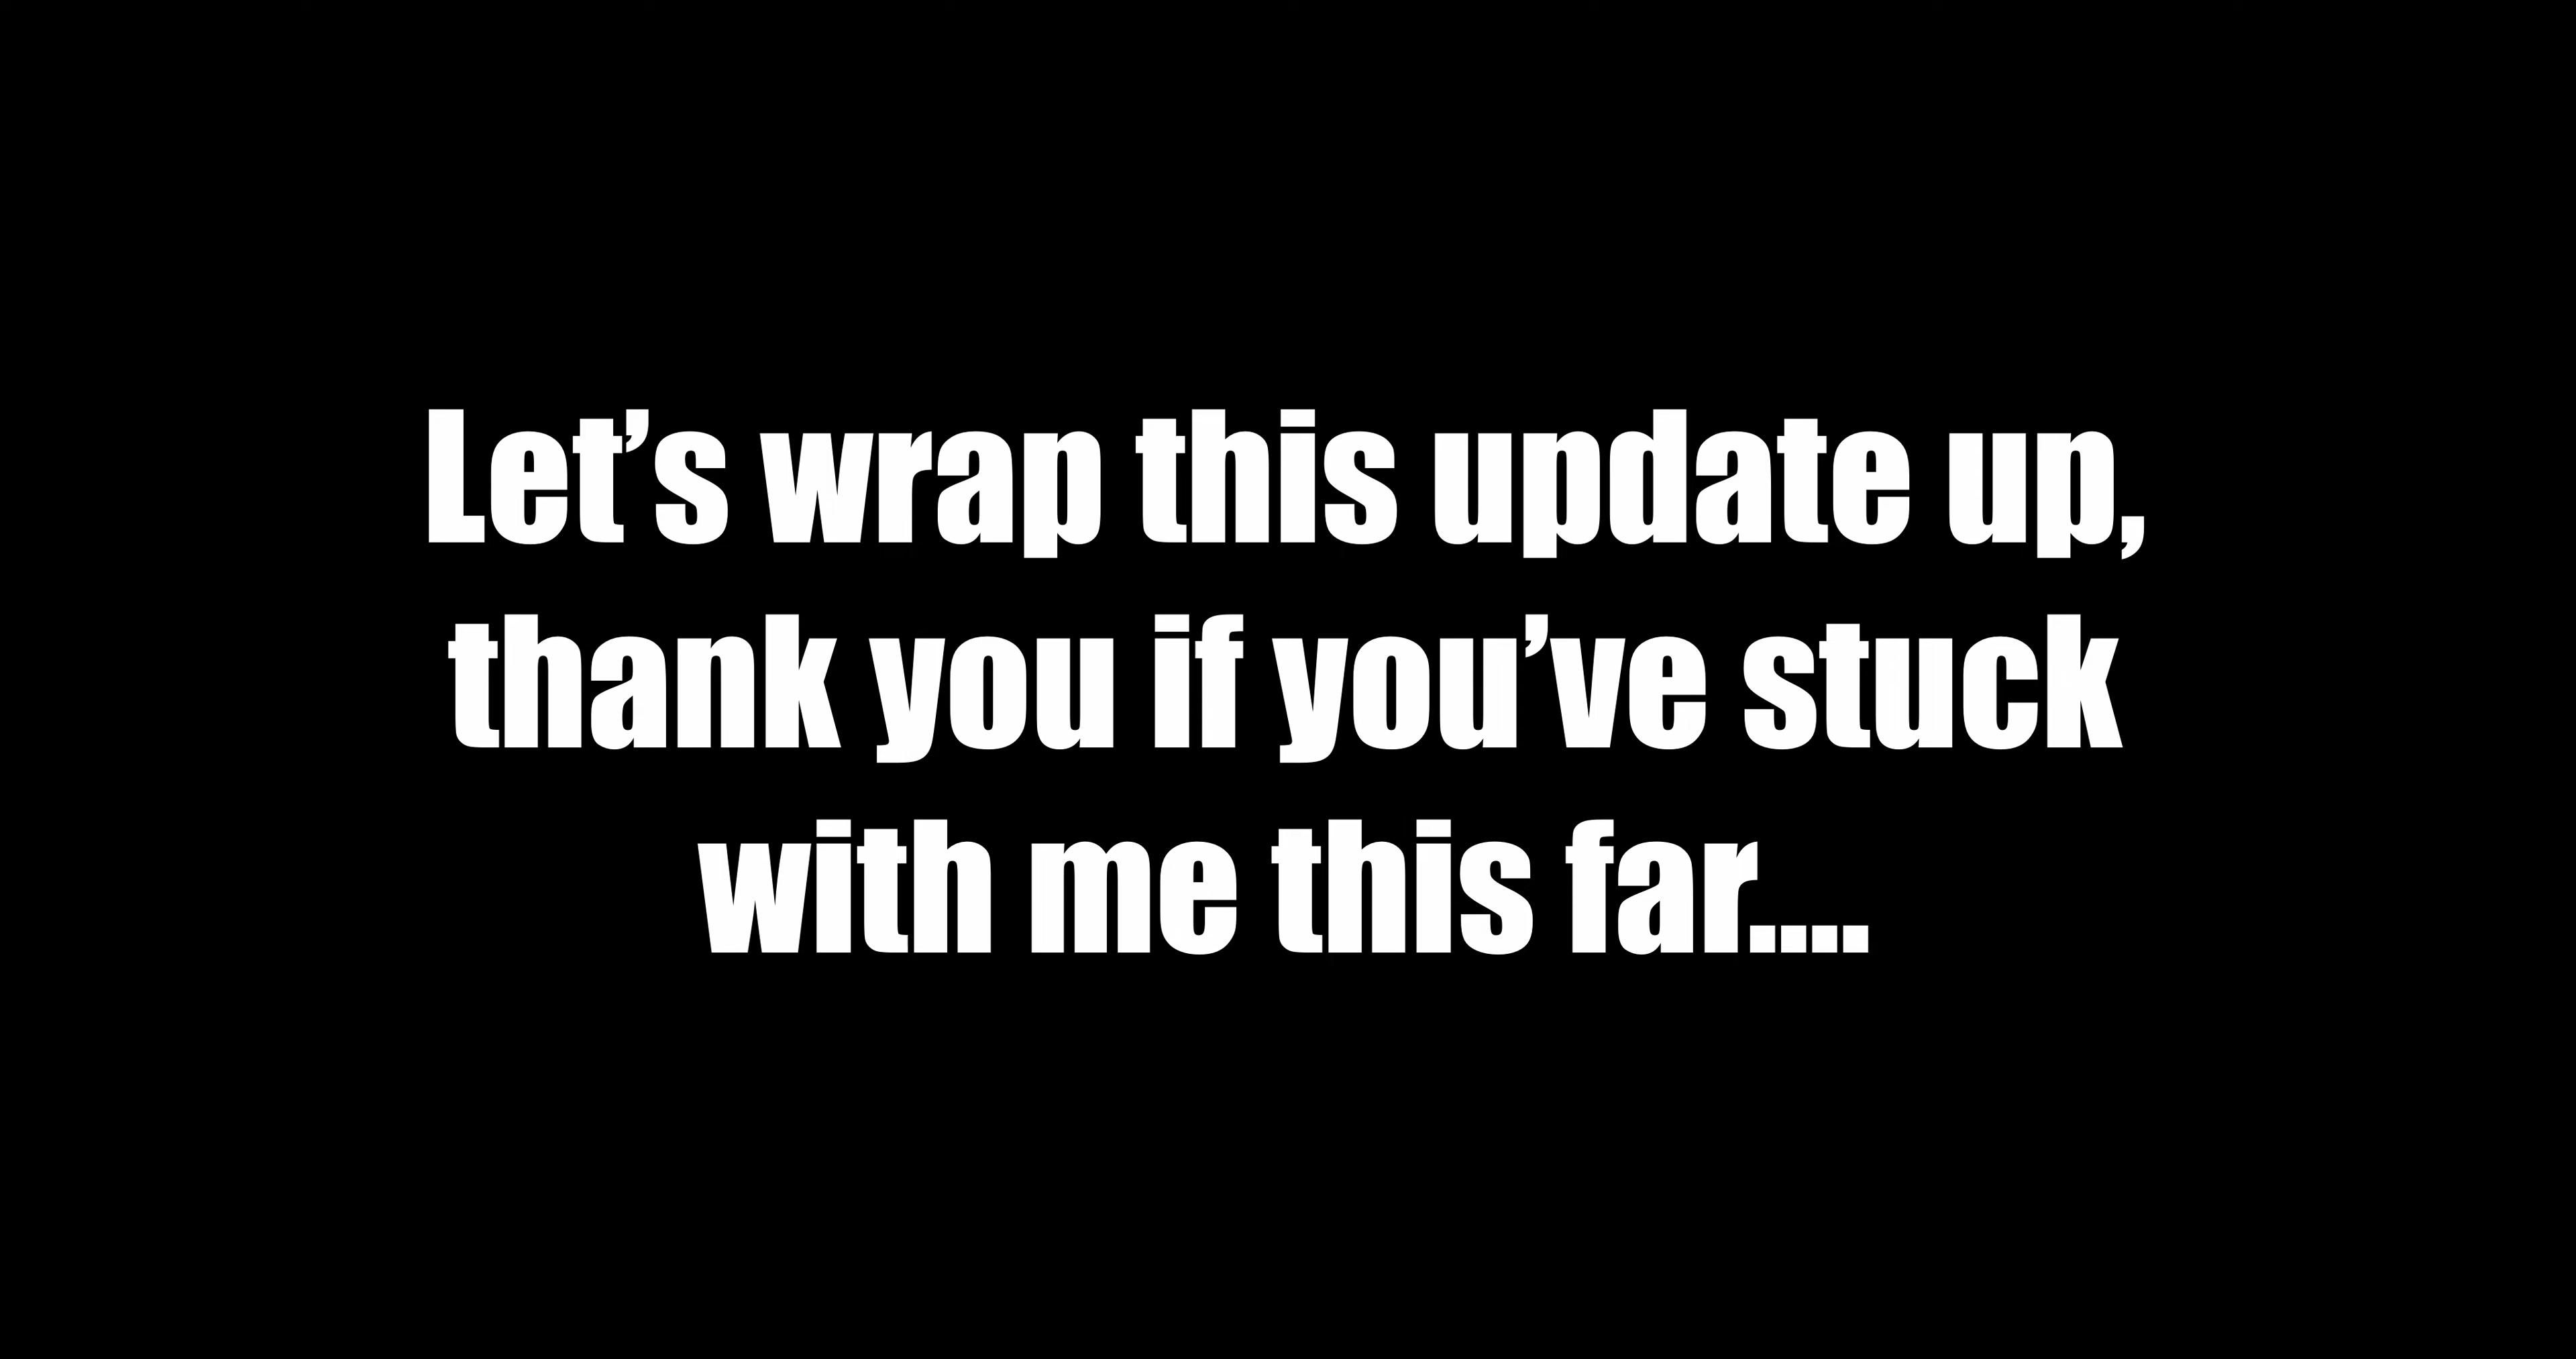 Let’s wrap this update up,
thank you if you’ve stuck
with me this far....